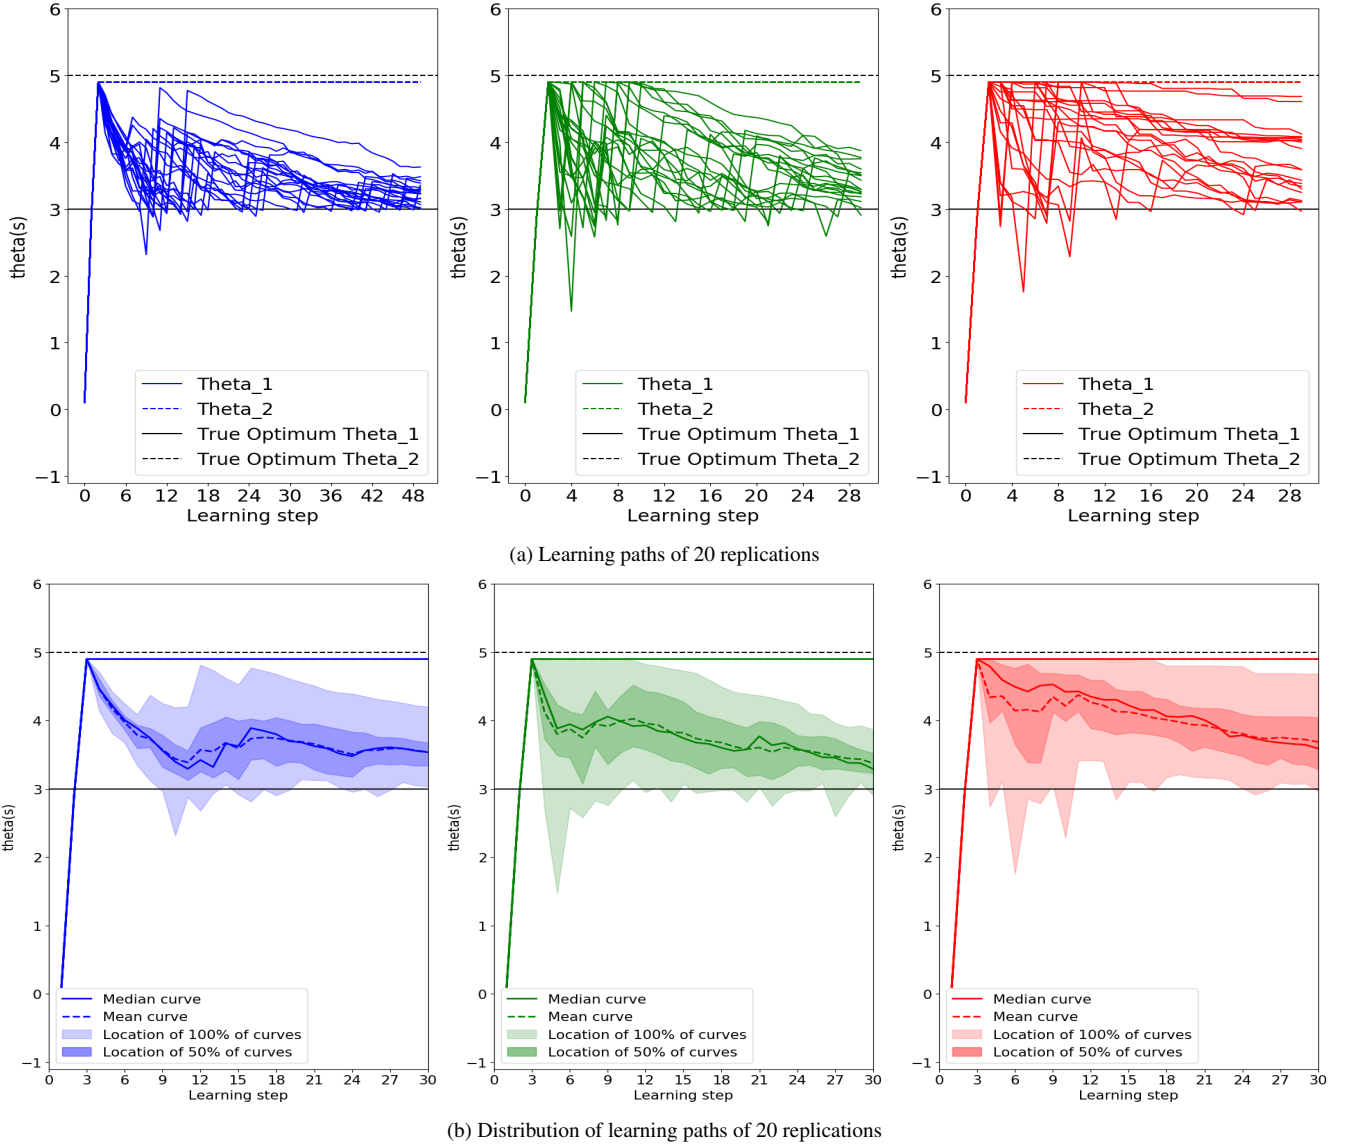 6
5
4
3
2
1
0
−1
theta(s)
0 6 12 18 24 30 36 42 48
Learning step
Theta_1
Theta_2
True Optimum Theta_1
True Optimum Theta_2
6
5
4
3
2
1
0
−1
theta(s)
0 4 8 12 16 20 24 28
Learning step
Theta_1
Theta_2
True Optimum Theta_1
True Optimum Theta_2
6
5
4
3
2
1
0
−1
theta(s)
0 4 8 12 16 20 24 28
Learning step
Theta_1
Theta_2
True Optimum Theta_1
True Optimum Theta_2
(a) Learning paths of 20 replications
6
5
4
3
2
1
0
−1
theta(s)
0 3 6 9 12 15 18 21 24 27 30
Learning step
Median curve
Mean curve
Location of 100% of curves
Location of 50% of curves
6
5
4
3
2
1
0
−1
theta(s)
0 3 6 9 12 15 18 21 24 27 30
Learning step
Median curve
Mean curve
Location of 100% of curves
Location of 50% of curves
6
5
4
3
2
1
0
−1
theta(s)
0 3 6 9 12 15 18 21 24 27 30
Learning step
Median curve
Mean curve
Location of 100% of curves
Location of 50% of curves
(b) Distribution of learning paths of 20 replications